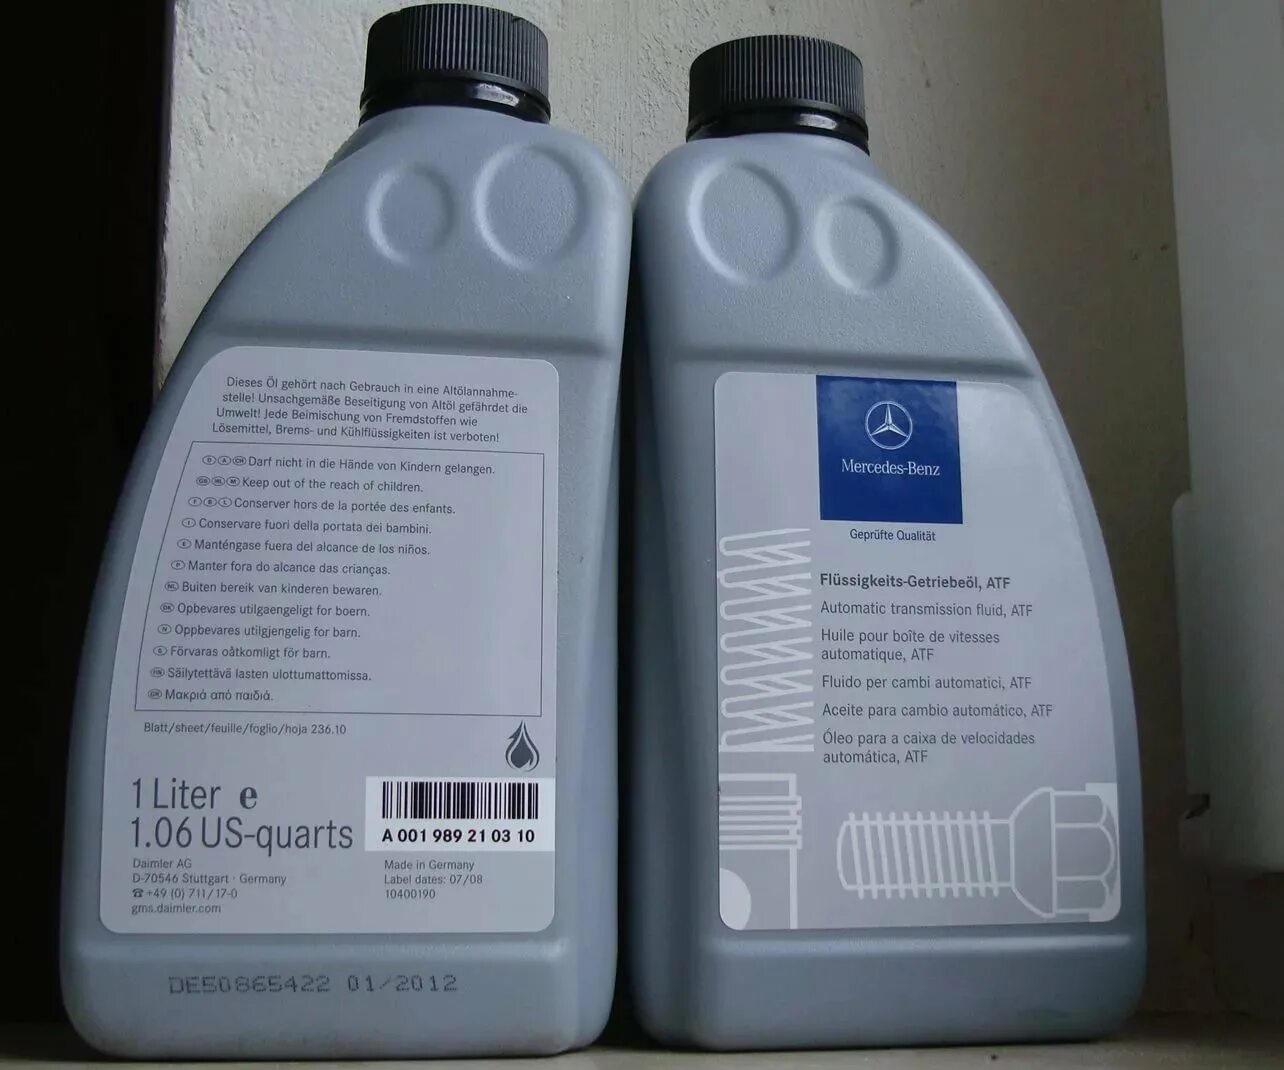 Dieses Öl gehört nach Gebrauch in eine Altölannahme-
stelle! Unsachgemäße Beseitigung von Altöl gefährdet die
Umwelt! Jede Beimischung von Fremdstoffen wie
Lösemittel, Brems- und Kühlflüssigkeiten ist verboten!
D A CH Darf nicht in die Hände von Kindern gelangen.
GB IRL M Keep out of the reach of children.
F B L Conserver hors de la portée des enfants.
I Conservare fuori della portata dei bambini.
E Manténgase fuera del alcance de los niños.
P Manter fora do alcance das crianças.
NL Buiten bereik van kinderen bewaren.
DK Opbevares utilgaengeligt for boern.
N Oppbevares utilgjengelig for barn.
S Förvaras oåtkomligt för barn.
FIN Säilytettävä lasten ulottumattomissa.
GR Μακριά από παιδιά.
Blatt/sheet/feuille/foglio/hoja 236.10
1 Liter e
1.06 US-quarts
A 001 989 21 03 10
Daimler AG
D-70546 Stuttgart · Germany
☎ +49 (0) 711/17-0
gms.daimler.com
Made in Germany
Label dates: 07/08
10400190
DE50865422 01/2012
Mercedes-Benz
Geprüfte Qualität
Flüssigkeits-Getriebeöl, ATF
Automatic transmission fluid, ATF
Huile pour boîte de vitesses
automatique, ATF
Fluido per cambi automatici, ATF
Aceite para cambio automático, ATF
Óleo para a caixa de velocidades
automática, ATF